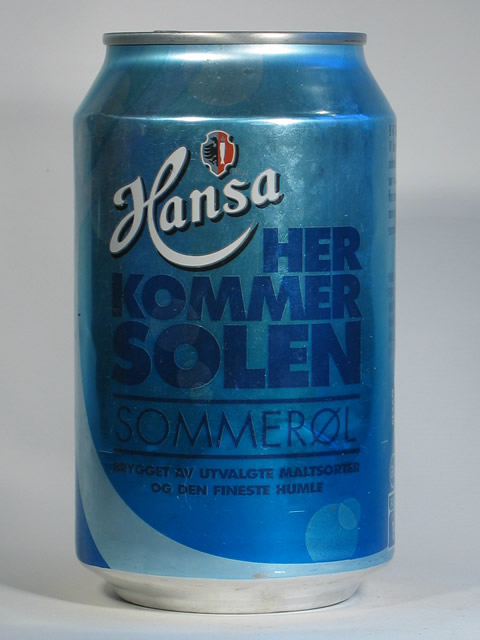 Hansa
HER
KOMMER
SOLEN
SOMMERØL
BRYGGET AV UTVALGTE MALTSORTER
OG DEN FINESTE HUMLE